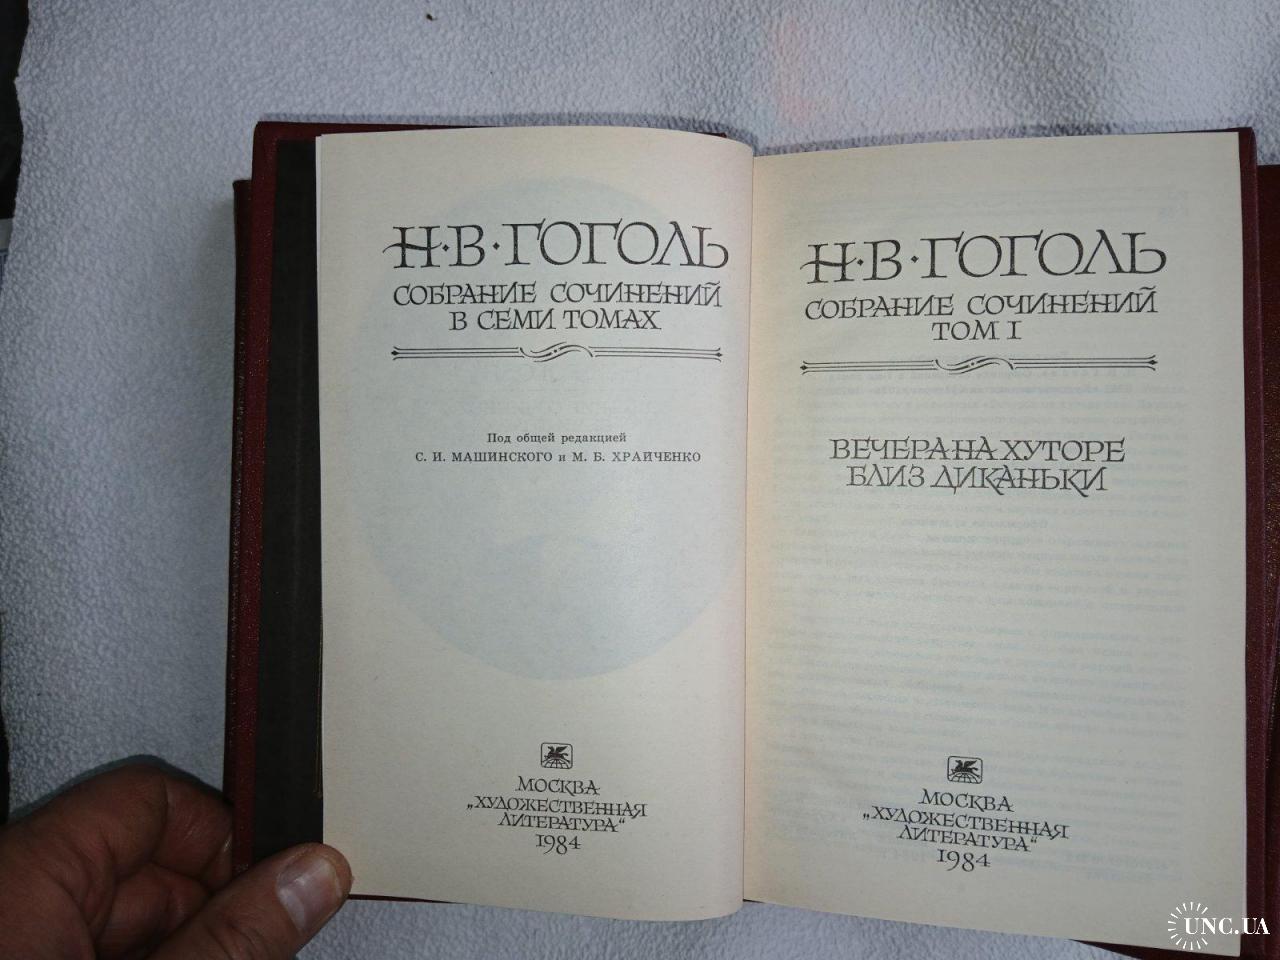 Н·В·ГОГОЛЬ
СОБРАНИЕ СОЧИНЕНИЙ
В СЕМИ ТОМАХ
Под общей редакцией
С. И. МАШИНСКОГО и М. Б. ХРАПЧЕНКО
МОСКВА
„ХУДОЖЕСТВЕННАЯ
ЛИТЕРАТУРА“
1984
Н·В·ГОГОЛЬ
СОБРАНИЕ СОЧИНЕНИЙ
ТОМ I
ВЕЧЕРА НА ХУТОРЕ
БЛИЗ ДИКАНЬКИ
МОСКВА
„ХУДОЖЕСТВЕННАЯ
ЛИТЕРАТУРА“
1984
UNC.UA